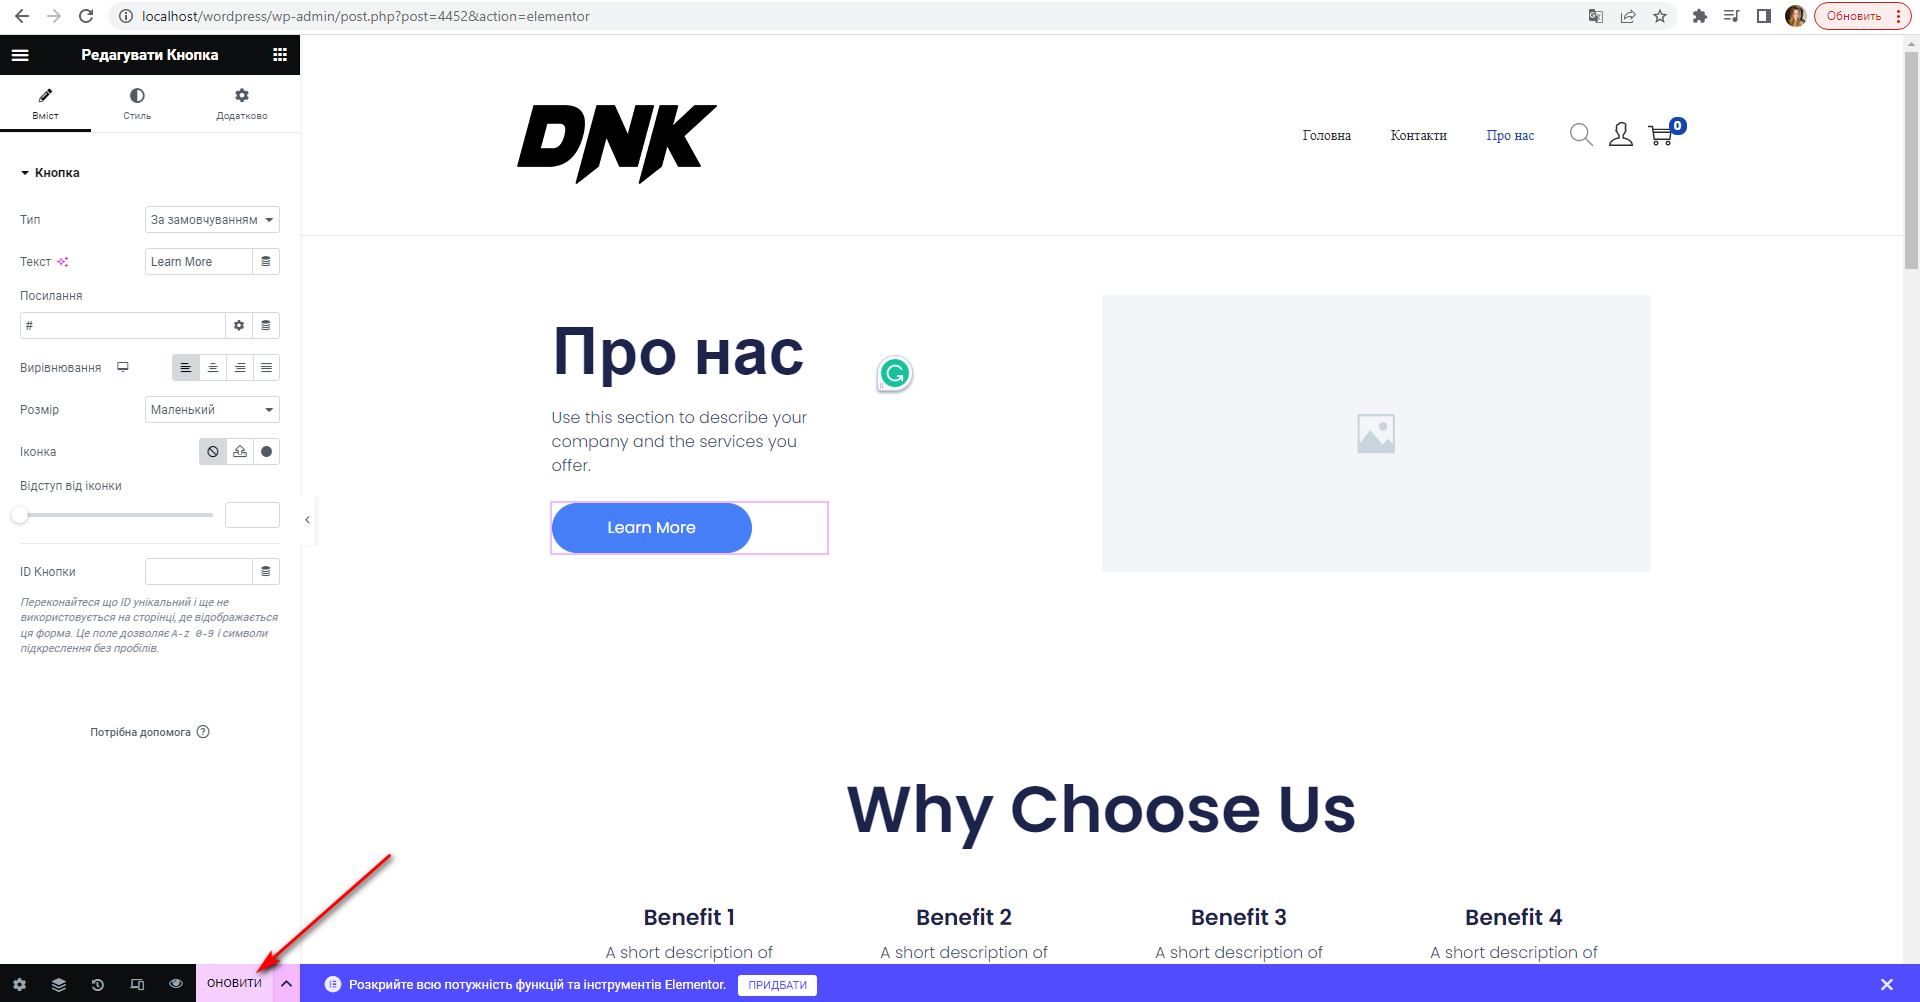 localhost/wordpress/wp-admin/post.php?post=4452&action=elementor
Обновить
Редагувати Кнопка
Вміст
Стиль
Додатково
Кнопка
Тип
За замовчуванням
Текст
Learn More
Посилання
#
Вирівнювання
Розмір
Маленький
Іконка
Відступ від іконки
ID Кнопки
Переконайтеся що ID унікальний і ще не
використовується на сторінці, де відображається
ця форма. Це поле дозволяє A-z 0-9 і символи
підкреслення без пробілів.
Потрібна допомога
ОНОВИТИ
DNK
Головна
Контакти
Про нас
0
Про нас
Use this section to describe your
company and the services you
offer.
Learn More
Why Choose Us
Benefit 1
Benefit 2
Benefit 3
Benefit 4
A short description of
A short description of
A short description of
A short description of
Розкрийте всю потужність функцій та інструментів Elementor.
ПРИДБАТИ